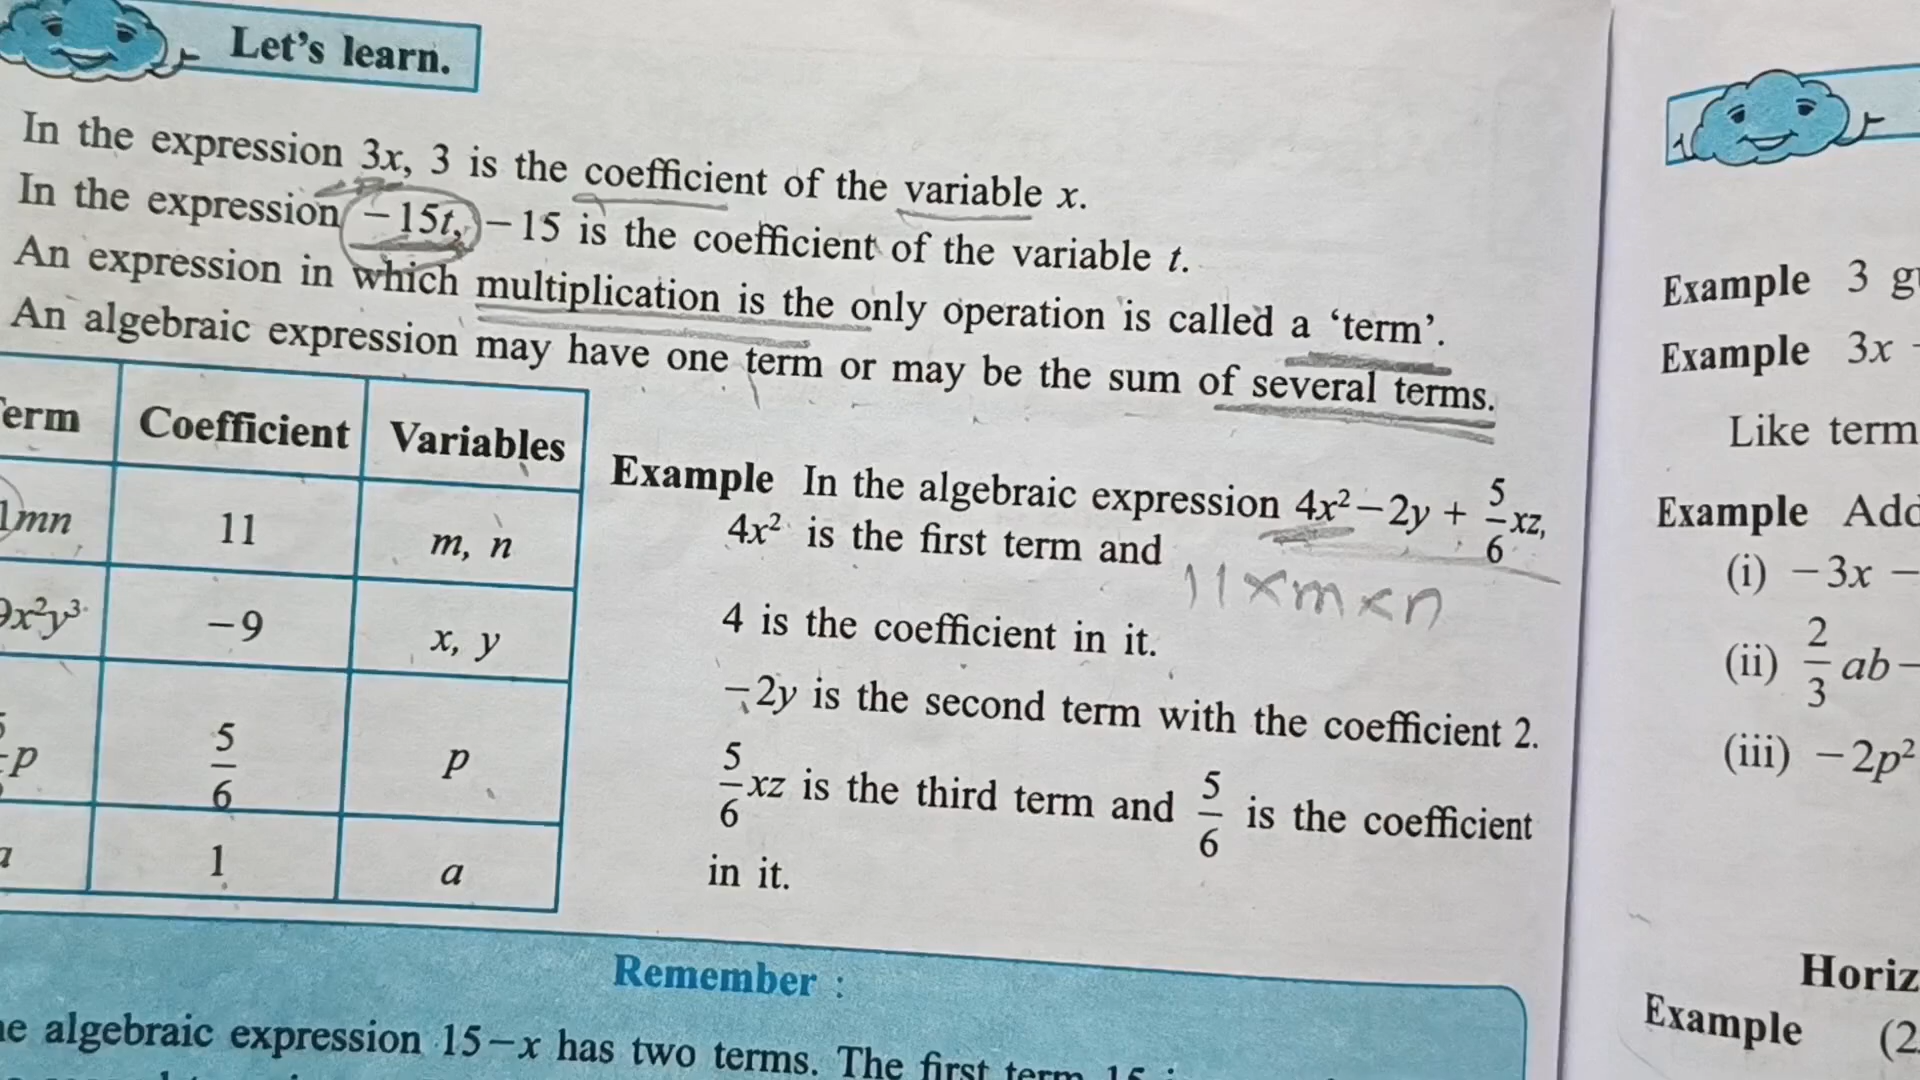 Let's learn.
In the expression 3x, 3 is the coefficient of the variable x.
In the expression −15t, −15 is the coefficient of the variable t.
An expression in which multiplication is the only operation is called a ‘term’.
An algebraic expression may have one term or may be the sum of several terms.
Coefficient Variables
11 m, n
−9 x, y
5/6 p
1 a
Example In the algebraic expression 4x² − 2y + 5/6 xz,
4x² is the first term and
11 × m × n
4 is the coefficient in it.
−2y is the second term with the coefficient 2.
5/6 xz is the third term and 5/6 is the coefficient
in it.
Remember :
algebraic expression 15 − x has two terms. The first term 15
Example 3
Example 3x
Like term
Example
(i) −3x −
(ii) 2/3 ab −
(iii) −2p²
Example (2